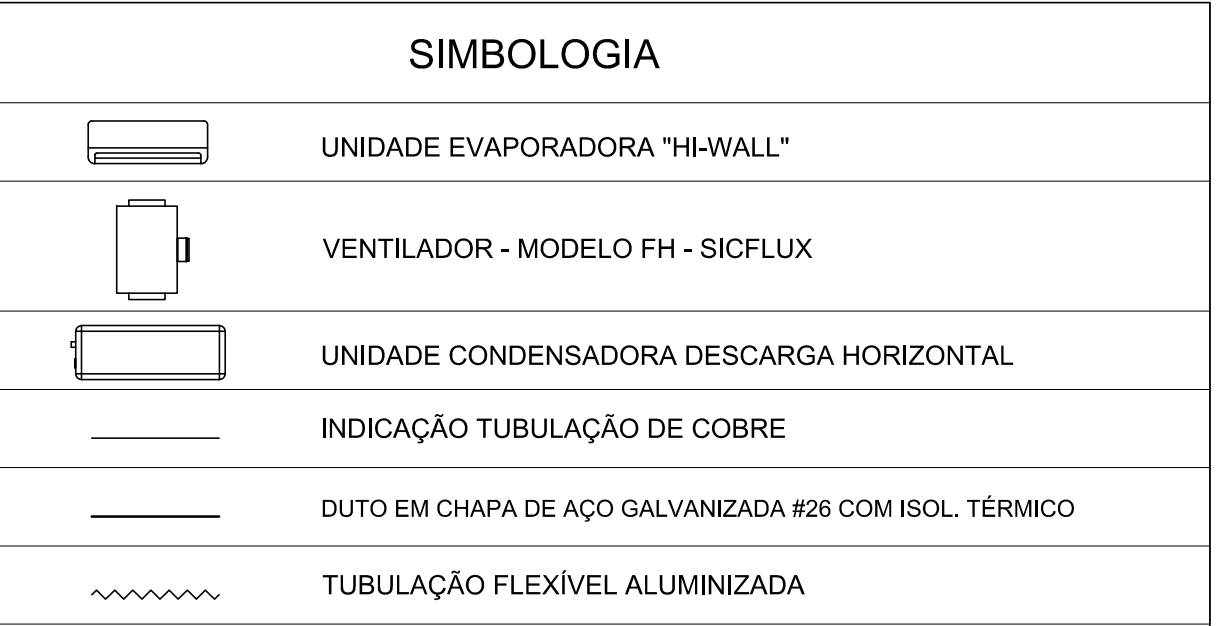 SIMBOLOGIA
UNIDADE EVAPORADORA "HI-WALL"
VENTILADOR - MODELO FH - SICFLUX
UNIDADE CONDENSADORA DESCARGA HORIZONTAL
INDICAÇÃO TUBULAÇÃO DE COBRE
DUTO EM CHAPA DE AÇO GALVANIZADA #26 COM ISOL. TÉRMICO
TUBULAÇÃO FLEXÍVEL ALUMINIZADA